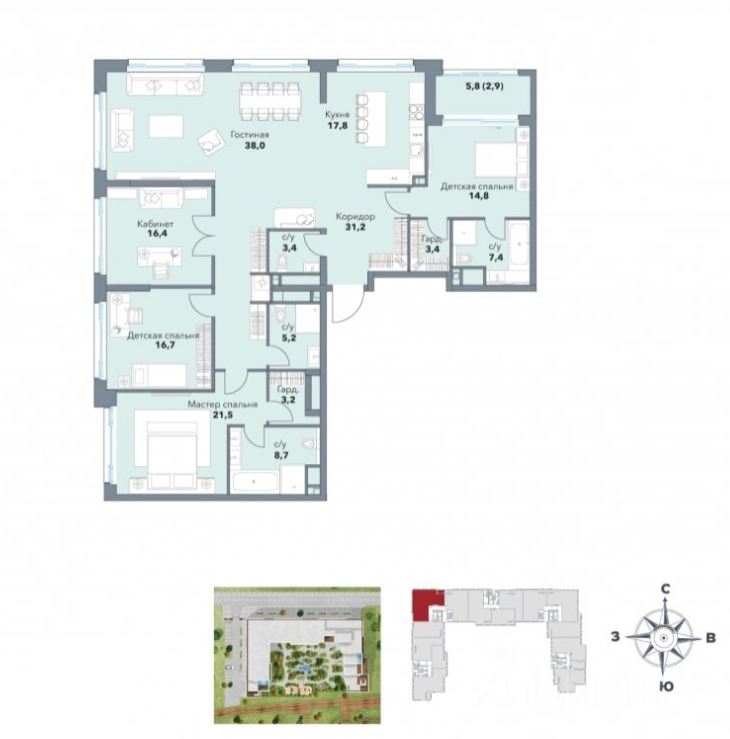 5,8 (2,9)
Кухня
17,8
Гостиная
38,0
Детская спальня
14,8
Коридор
31,2
Кабинет
16,4
с/у
3,4
Гард.
3,4
с/у
7,4
Детская спальня
16,7
с/у
5,2
Гард.
3,2
Мастер спальня
21,5
с/у
8,7
С
З
В
Ю